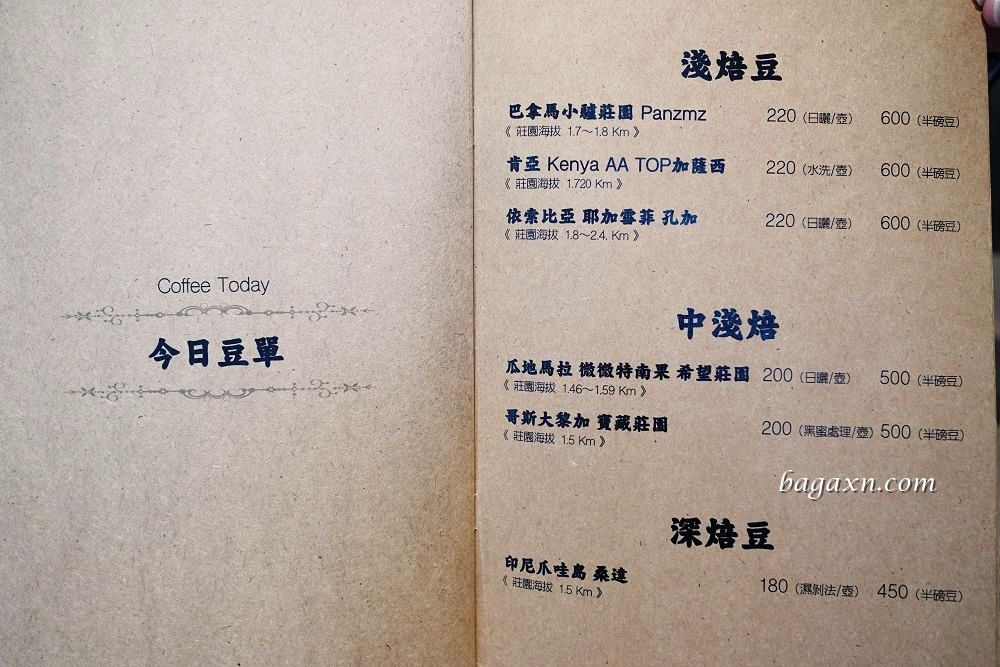 Coffee Today
今日豆單
淺焙豆
巴拿馬小驢莊園 Panzmz 220 (日曬/壺) 600 (半磅豆)
《 莊園海拔 1.7～1.8 Km 》
肯亞 Kenya AA TOP加薩西 220 (水洗/壺) 600 (半磅豆)
《 莊園海拔 1.720 Km 》
依索比亞 耶加雪菲 孔加 220 (日曬/壺) 600 (半磅豆)
《 莊園海拔 1.8～2.4. Km 》
中淺焙
瓜地馬拉 微微特南果 希望莊園 200 (日曬/壺) 500 (半磅豆)
《 莊園海拔 1.46～1.59 Km 》
哥斯大黎加 寶藏莊園 200 (黑蜜處理/壺) 500 (半磅豆)
《 莊園海拔 1.5 Km 》
bagaxn.com
深焙豆
印尼爪哇島 桑達 180 (濕剝法/壺) 450 (半磅豆)
《 莊園海拔 1.5 Km 》